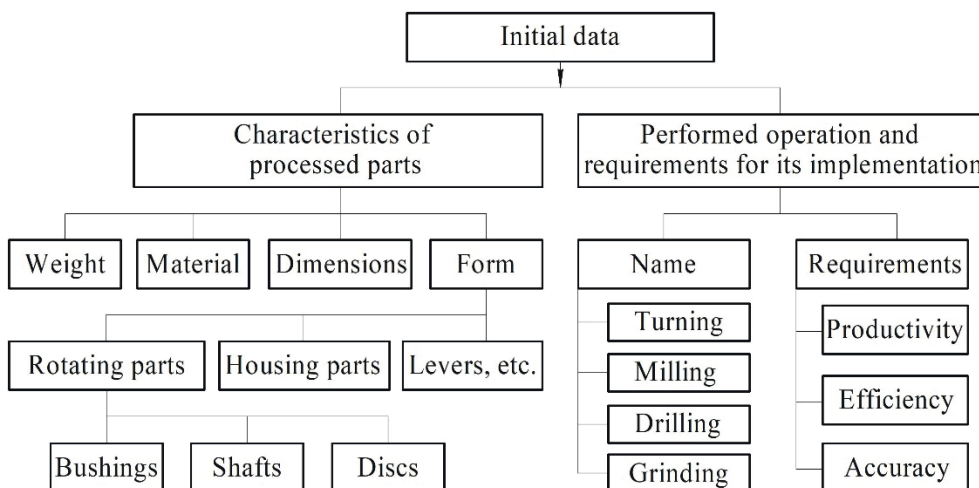 Initial data
Characteristics of
processed parts
Performed operation and
requirements for its implementation
Weight
Material
Dimensions
Form
Name
Requirements
Rotating parts
Housing parts
Levers, etc.
Bushings
Shafts
Discs
Turning
Milling
Drilling
Grinding
Productivity
Efficiency
Accuracy